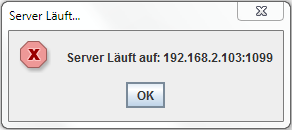 Server Läuft...
Server Läuft auf: 192.168.2.103:1099
OK